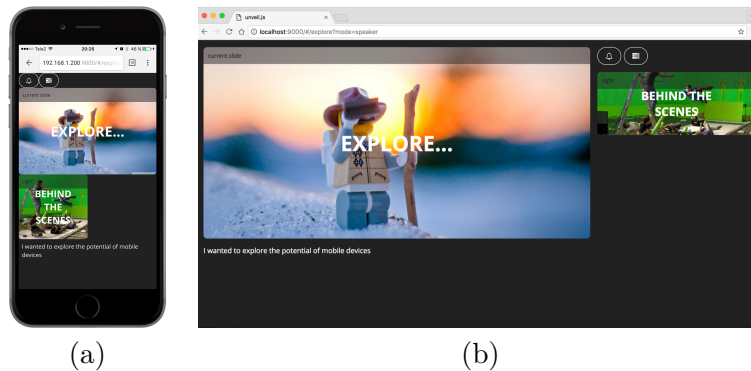 Tele2
20:26
46 %
192.168.1.200:9000/#/explo
current slide
EXPLORE...
BEHIND
THE
SCENES
I wanted to explore the potential of mobile
devices
(a)
unveil.js
localhost:9000/#/explore?mode=speaker
current slide
EXPLORE...
I wanted to explore the potential of mobile devices
right
BEHIND THE
SCENES
(b)